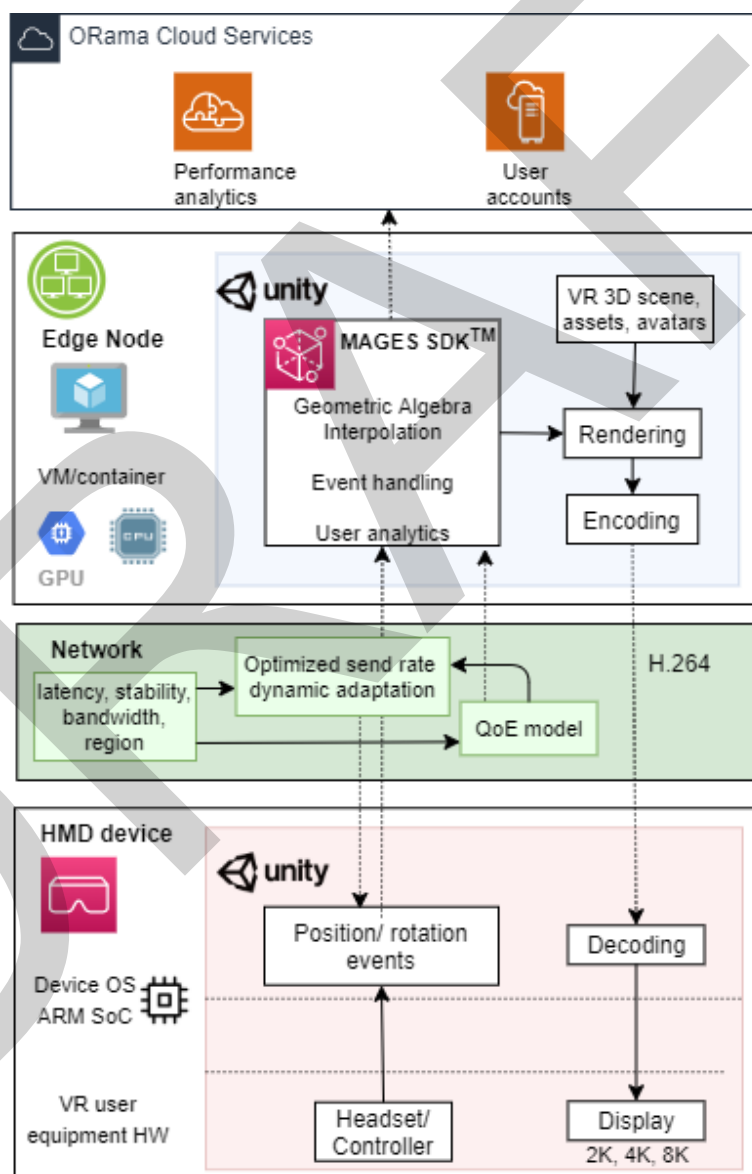 ORama Cloud Services
Performance
analytics
User
accounts
Edge Node
VM/container
GPU
CPU
unity
MAGES SDK™
Geometric Algebra
Interpolation
Event handling
User analytics
VR 3D scene,
assets, avatars
Rendering
Encoding
Network
latency, stability,
bandwidth,
region
Optimized send rate
dynamic adaptation
QoE model
H.264
HMD device
Device OS
ARM SoC
VR user
equipment HW
unity
Position/ rotation
events
Headset/
Controller
Decoding
Display
2K, 4K, 8K
DRAFT